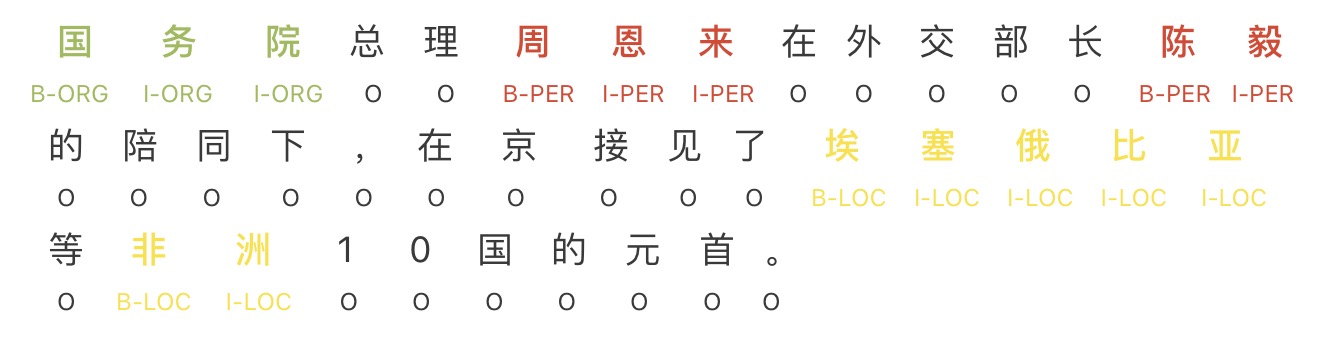 国 务 院 总 理 周 恩 来 在 外 交 部 长 陈 毅
B-ORG I-ORG I-ORG O O B-PER I-PER I-PER O O O O O B-PER I-PER
的 陪 同 下 , 在 京 接 见 了 埃 塞 俄 比 亚
O O O O O O O O O O B-LOC I-LOC I-LOC I-LOC I-LOC
等 非 洲 1 0 国 的 元 首 。
O B-LOC I-LOC O O O O O O O